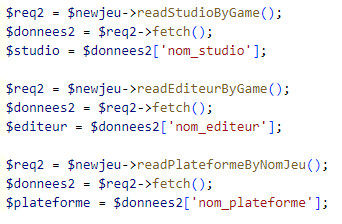 $req2 = $newjeu->readStudioByGame();
$donnees2 = $req2->fetch();
$studio = $donnees2['nom_studio'];
$req2 = $newjeu->readEditeurByGame();
$donnees2 = $req2->fetch();
$editeur = $donnees2['nom_editeur'];
$req2 = $newjeu->readPlateformeByNomJeu();
$donnees2 = $req2->fetch();
$plateforme = $donnees2['nom_plateforme'];